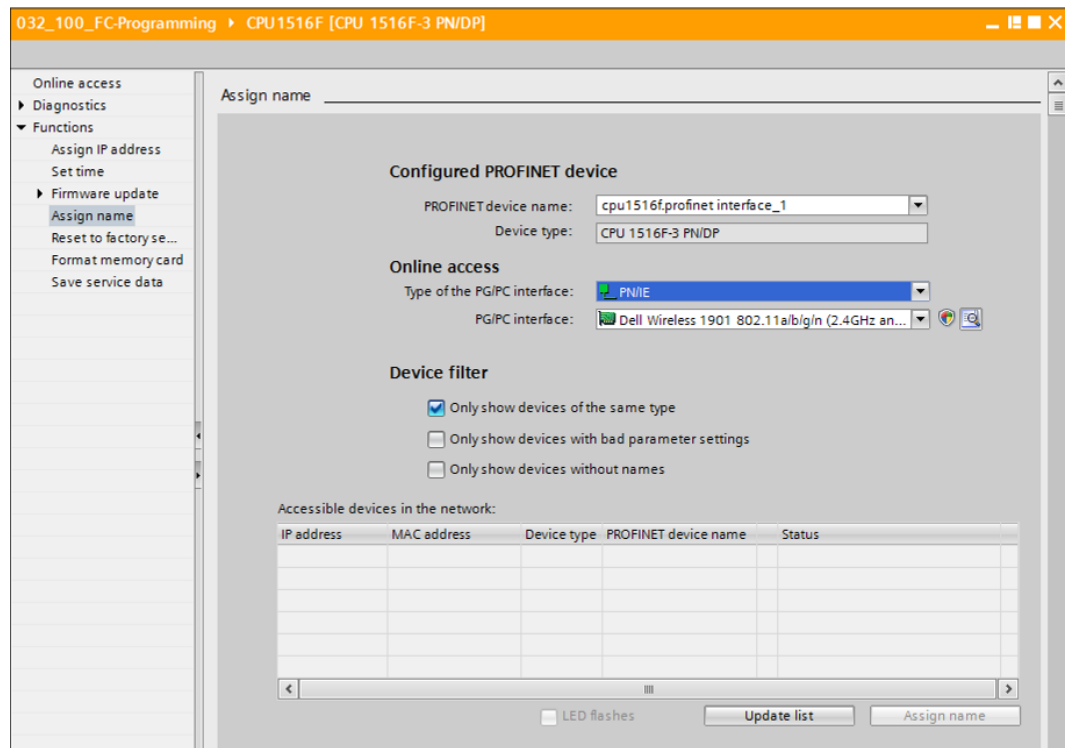 032_100_FC-Programming ▸ CPU1516F [CPU 1516F-3 PN/DP]
Online access
Diagnostics
Functions
Assign IP address
Set time
Firmware update
Assign name
Reset to factory se...
Format memory card
Save service data
Assign name
Configured PROFINET device
PROFINET device name: cpu1516f.profinet interface_1
Device type: CPU 1516F-3 PN/DP
Online access
Type of the PG/PC interface: PN/IE
PG/PC interface: Dell Wireless 1901 802.11a/b/g/n (2.4GHz an...
Device filter
Only show devices of the same type
Only show devices with bad parameter settings
Only show devices without names
Accessible devices in the network:
IP address MAC address Device type PROFINET device name Status
LED flashes Update list Assign name